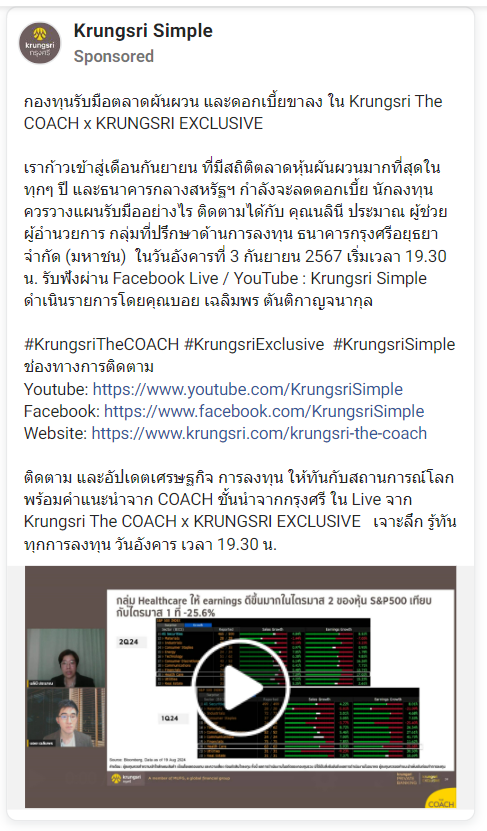 Krungsri Simple
Sponsored
krungsri
กรุงศรี
กองทุนรับมือตลาดผันผวน และดอกเบี้ยขาลง ใน Krungsri The
COACH x KRUNGSRI EXCLUSIVE
เราก้าวเข้าสู่เดือนกันยายน ที่มีสถิติตลาดหุ้นผันผวนมากที่สุดใน
ทุกๆ ปี และธนาคารกลางสหรัฐฯ กำลังจะลดดอกเบี้ย นักลงทุน
ควรวางแผนรับมืออย่างไร ติดตามได้กับ คุณนลินี ประมาณ ผู้ช่วย
ผู้อำนวยการ กลุ่มที่ปรึกษาด้านการลงทุน ธนาคารกรุงศรีอยุธยา
จำกัด (มหาชน) ในวันอังคารที่ 3 กันยายน 2567 เริ่มเวลา 19.30
น. รับฟังผ่าน Facebook Live / YouTube : Krungsri Simple
ดำเนินรายการโดยคุณบอย เฉลิมพร ตันติกาญจนากุล
#KrungsriTheCOACH #KrungsriExclusive #KrungsriSimple
ช่องทางการติดตาม
Youtube: https://www.youtube.com/KrungsriSimple
Facebook: https://www.facebook.com/KrungsriSimple
Website: https://www.krungsri.com/krungsri-the-coach
ติดตาม และอัปเดตเศรษฐกิจ การลงทุน ให้ทันกับสถานการณ์โลก
พร้อมคำแนะนำจาก COACH ชั้นนำจากกรุงศรี ใน Live จาก
Krungsri The COACH x KRUNGSRI EXCLUSIVE เจาะลึก รู้ทัน
ทุกการลงทุน วันอังคาร เวลา 19.30 น.
กลุ่ม Healthcare ให้ earnings ดีขึ้นมากในไตรมาส 2 ของหุ้น S&P500 เทียบ
กับไตรมาส 1 ที่ -25.6%
2Q24
1Q24
Source: Bloomberg, Data as of 19 Aug 2024
krungsri
กรุงศรี
A member of MUFG, a global financial group
COACH